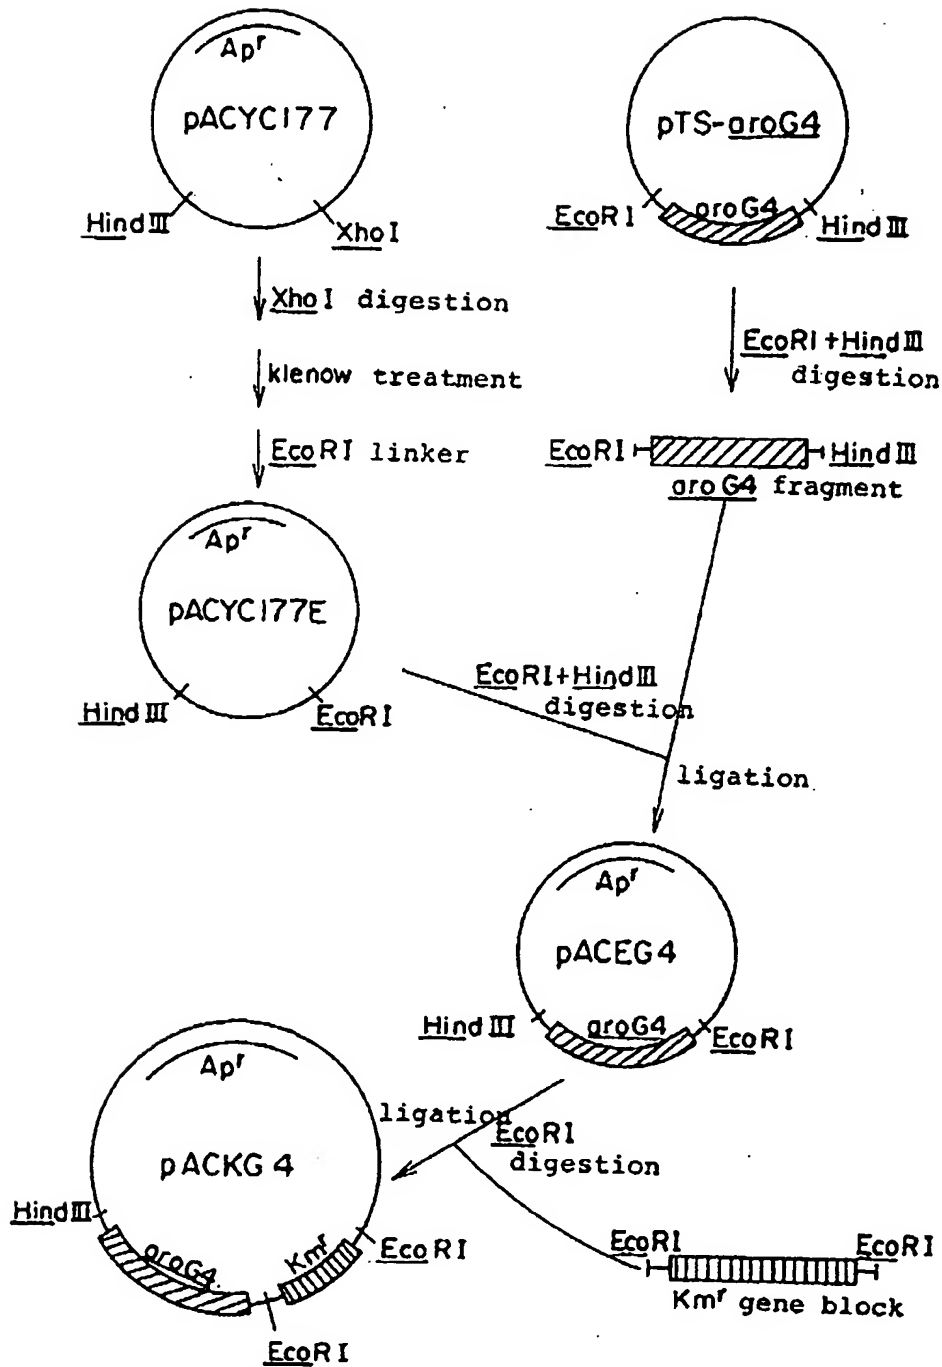 Apʳ
pACYC177
HindIII
XhoI
XhoI digestion
klenow treatment
EcoRI linker
Apʳ
pACYC177E
HindIII
EcoRI
pTS-aroG4
aroG4
EcoRI
HindIII
EcoRI+HindIII
digestion
EcoRI
HindIII
aroG4 fragment
EcoRI+HindIII
digestion
ligation
Apʳ
pACEG4
HindIII
aroG4
EcoRI
ligation
EcoRI
digestion
Apʳ
pACKG4
HindIII
aroG4
Kmʳ
EcoRI
EcoRI
EcoRI
EcoRI
Kmʳ gene block